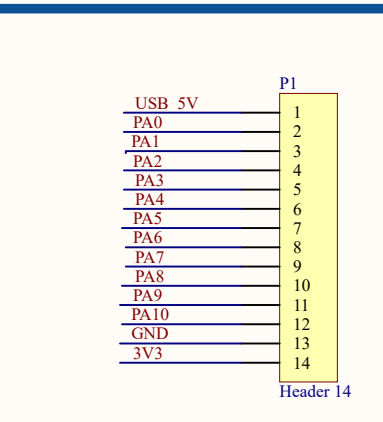 P1
USB 5V 1
PA0 2
PA1 3
PA2 4
PA3 5
PA4 6
PA5 7
PA6 8
PA7 9
PA8 10
PA9 11
PA10 12
GND 13
3V3 14
Header 14